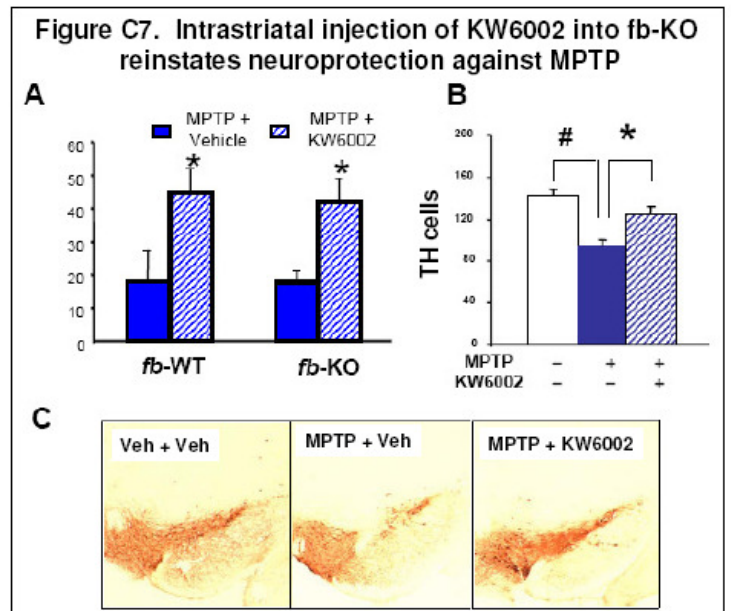 Figure C7. Intrastriatal injection of KW6002 into fb-KO
reinstates neuroprotection against MPTP
A
MPTP +
Vehicle
MPTP +
KW6002
60
50
40
30
20
10
0
*
*
fb-WT
fb-KO
B
200
160
120
80
40
0
TH cells
#
*
MPTP − + +
KW6002 − − +
C
Veh + Veh
MPTP + Veh
MPTP + KW6002